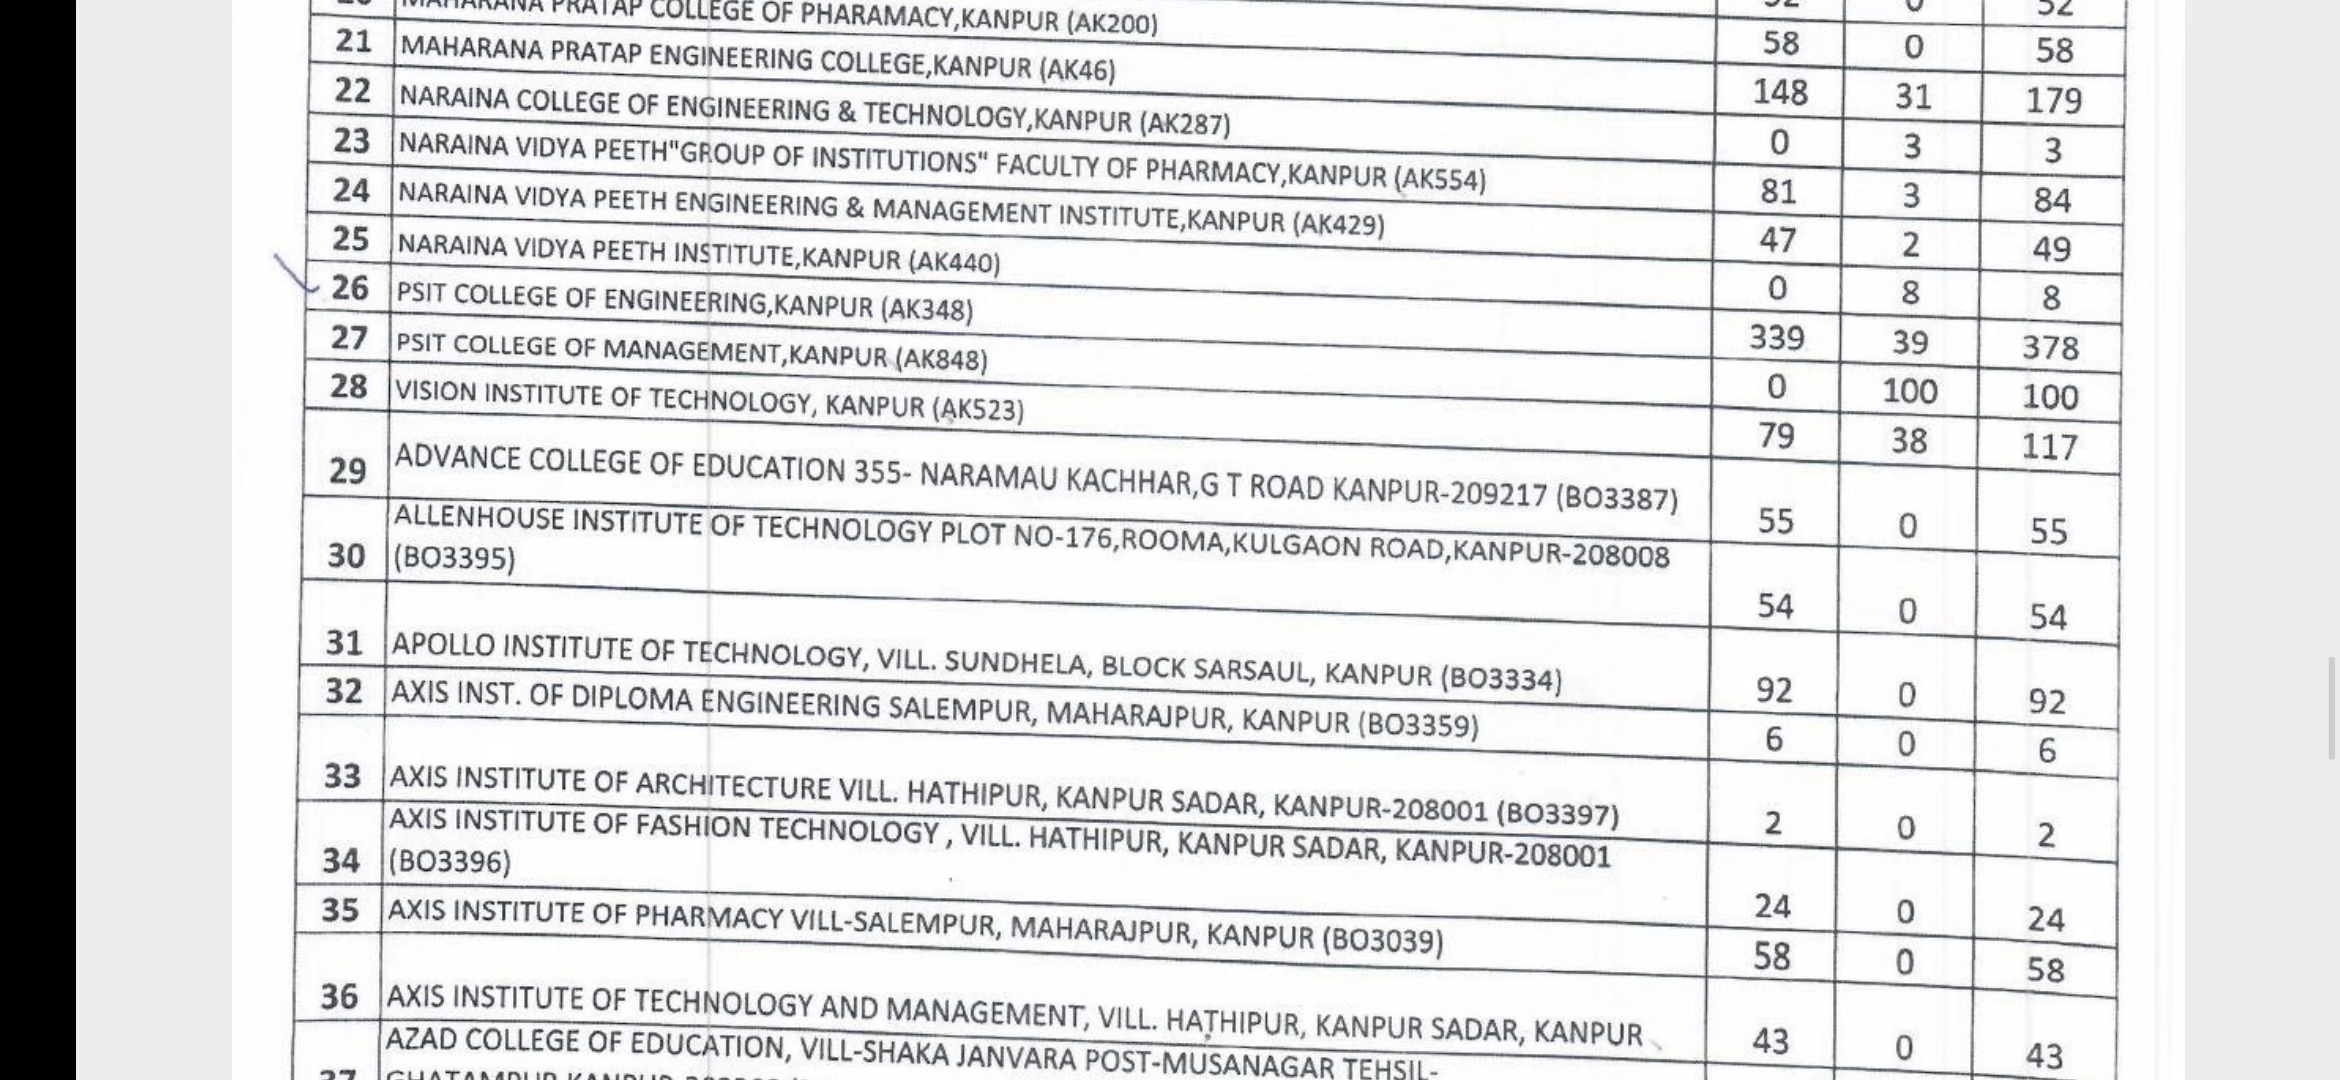 52 0 52
20 MAHARANA PRATAP COLLEGE OF PHARAMACY,KANPUR (AK200) 58 0 58
21 MAHARANA PRATAP ENGINEERING COLLEGE,KANPUR (AK46) 148 31 179
22 NARAINA COLLEGE OF ENGINEERING & TECHNOLOGY,KANPUR (AK287) 0 3 3
23 NARAINA VIDYA PEETH"GROUP OF INSTITUTIONS" FACULTY OF PHARMACY,KANPUR (AK554) 81 3 84
24 NARAINA VIDYA PEETH ENGINEERING & MANAGEMENT INSTITUTE,KANPUR (AK429) 47 2 49
25 NARAINA VIDYA PEETH INSTITUTE,KANPUR (AK440) 0 8 8
26 PSIT COLLEGE OF ENGINEERING,KANPUR (AK348) 339 39 378
27 PSIT COLLEGE OF MANAGEMENT,KANPUR (AK848) 0 100 100
28 VISION INSTITUTE OF TECHNOLOGY, KANPUR (AK523) 79 38 117
29 ADVANCE COLLEGE OF EDUCATION 355- NARAMAU KACHHAR,G T ROAD KANPUR-209217 (BO3387) 55 0 55
ALLENHOUSE INSTITUTE OF TECHNOLOGY PLOT NO-176,ROOMA,KULGAON ROAD,KANPUR-208008
30 (BO3395) 54 0 54
31 APOLLO INSTITUTE OF TECHNOLOGY, VILL. SUNDHELA, BLOCK SARSAUL, KANPUR (BO3334) 92 0 92
32 AXIS INST. OF DIPLOMA ENGINEERING SALEMPUR, MAHARAJPUR, KANPUR (BO3359) 6 0 6
33 AXIS INSTITUTE OF ARCHITECTURE VILL. HATHIPUR, KANPUR SADAR, KANPUR-208001 (BO3397) 2 0 2
AXIS INSTITUTE OF FASHION TECHNOLOGY , VILL. HATHIPUR, KANPUR SADAR, KANPUR-208001
34 (BO3396) 24 0 24
35 AXIS INSTITUTE OF PHARMACY VILL-SALEMPUR, MAHARAJPUR, KANPUR (BO3039) 58 0 58
36 AXIS INSTITUTE OF TECHNOLOGY AND MANAGEMENT, VILL. HATHIPUR, KANPUR SADAR, KANPUR 43 0 43
AZAD COLLEGE OF EDUCATION, VILL-SHAKA JANVARA POST-MUSANAGAR TEHSIL-
37